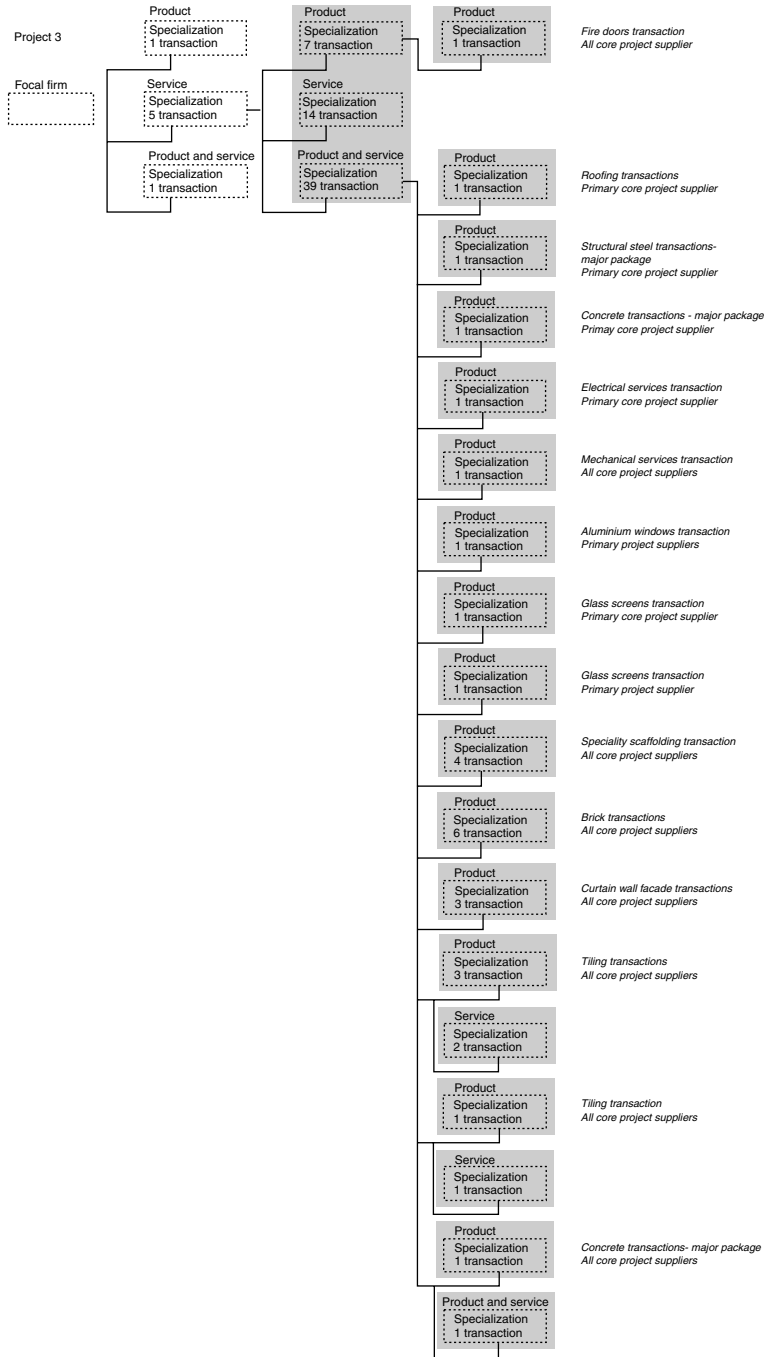 Project 3
Product
Specialization
1 transaction
Product
Specialization
7 transaction
Product
Specialization
1 transaction
Fire doors transaction
All core project supplier
Focal firm
Service
Specialization
5 transaction
Service
Specialization
14 transaction
Product and service
Specialization
1 transaction
Product and service
Specialization
39 transaction
Product
Specialization
1 transaction
Roofing transactions
Primary core project supplier
Product
Specialization
1 transaction
Structural steel transactions-
major package
Primary core project supplier
Product
Specialization
1 transaction
Concrete transactions - major package
Primay core project supplier
Product
Specialization
1 transaction
Electrical services transaction
Primary core project supplier
Product
Specialization
1 transaction
Mechanical services transaction
All core project suppliers
Product
Specialization
1 transaction
Aluminium windows transaction
Primary project suppliers
Product
Specialization
1 transaction
Glass screens transaction
Primary core project supplier
Product
Specialization
1 transaction
Glass screens transaction
Primary project supplier
Product
Specialization
4 transaction
Speciality scaffolding transaction
All core project suppliers
Product
Specialization
6 transaction
Brick transactions
All core project suppliers
Product
Specialization
3 transaction
Curtain wall facade transactions
All core project suppliers
Product
Specialization
3 transaction
Tiling transactions
All core project suppliers
Service
Specialization
2 transaction
Product
Specialization
1 transaction
Tiling transaction
All core project suppliers
Service
Specialization
1 transaction
Product
Specialization
1 transaction
Concrete transactions- major package
All core project suppliers
Product and service
Specialization
1 transaction